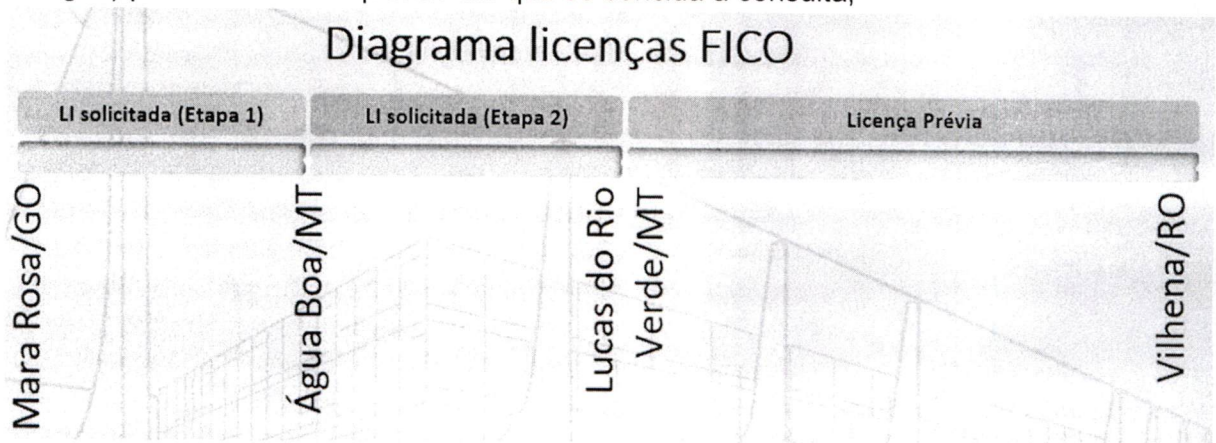 consulta,
Diagrama licenças FICO
LI solicitada (Etapa 1)
LI solicitada (Etapa 2)
Licença Prévia
Mara Rosa/GO
Água Boa/MT
Lucas do Rio
Verde/MT
Vilhena/RO